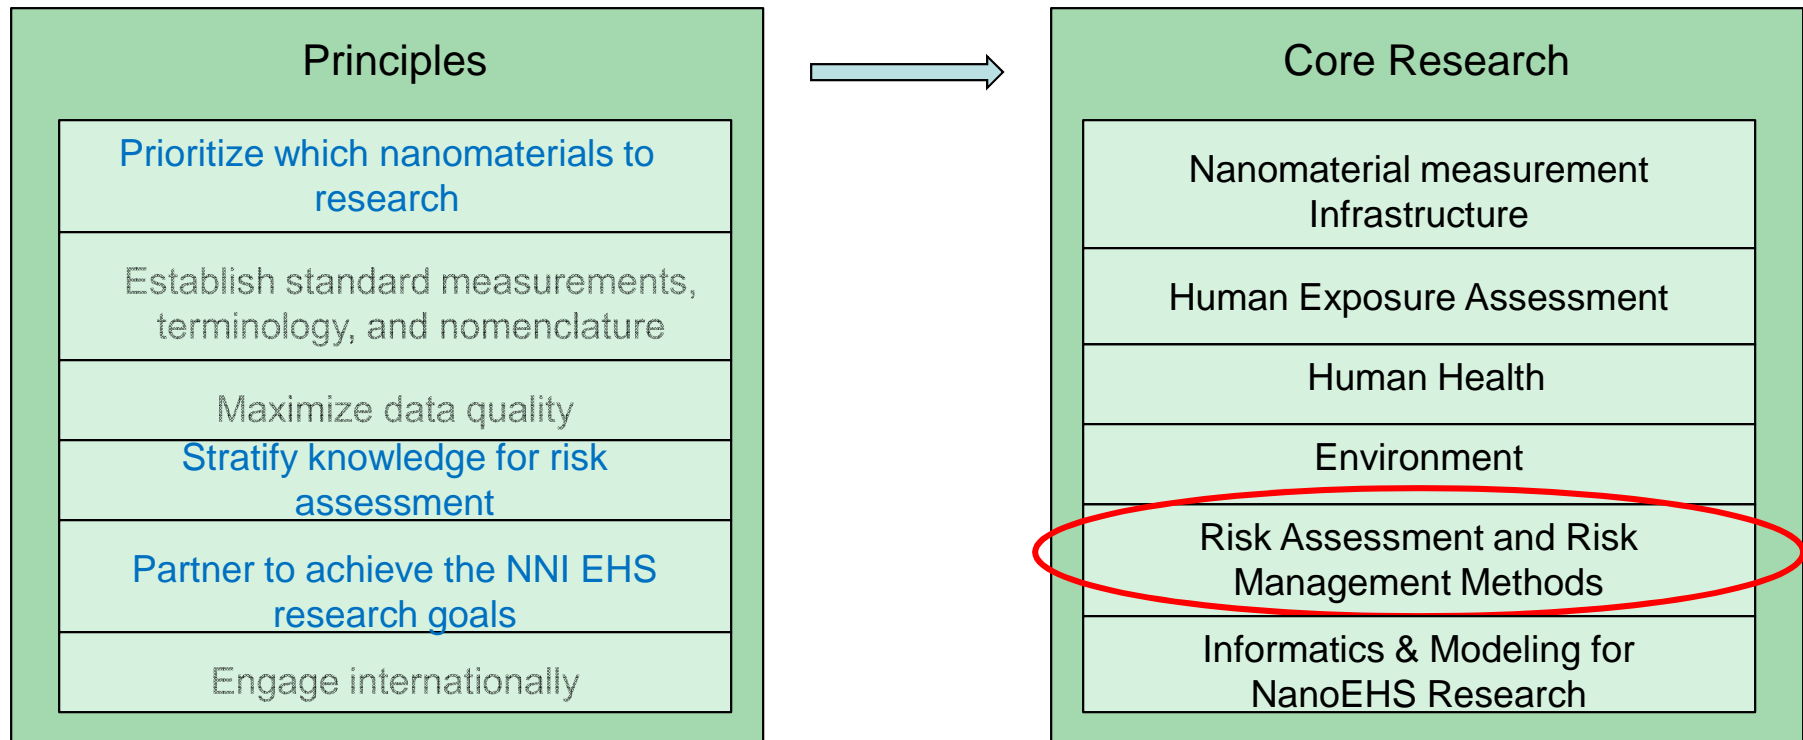 Principles
Prioritize which nanomaterials to
research
Establish standard measurements,
terminology, and nomenclature
Maximize data quality
Stratify knowledge for risk
assessment
Partner to achieve the NNI EHS
research goals
Engage internationally
Core Research
Nanomaterial measurement
Infrastructure
Human Exposure Assessment
Human Health
Environment
Risk Assessment and Risk
Management Methods
Informatics & Modeling for
NanoEHS Research